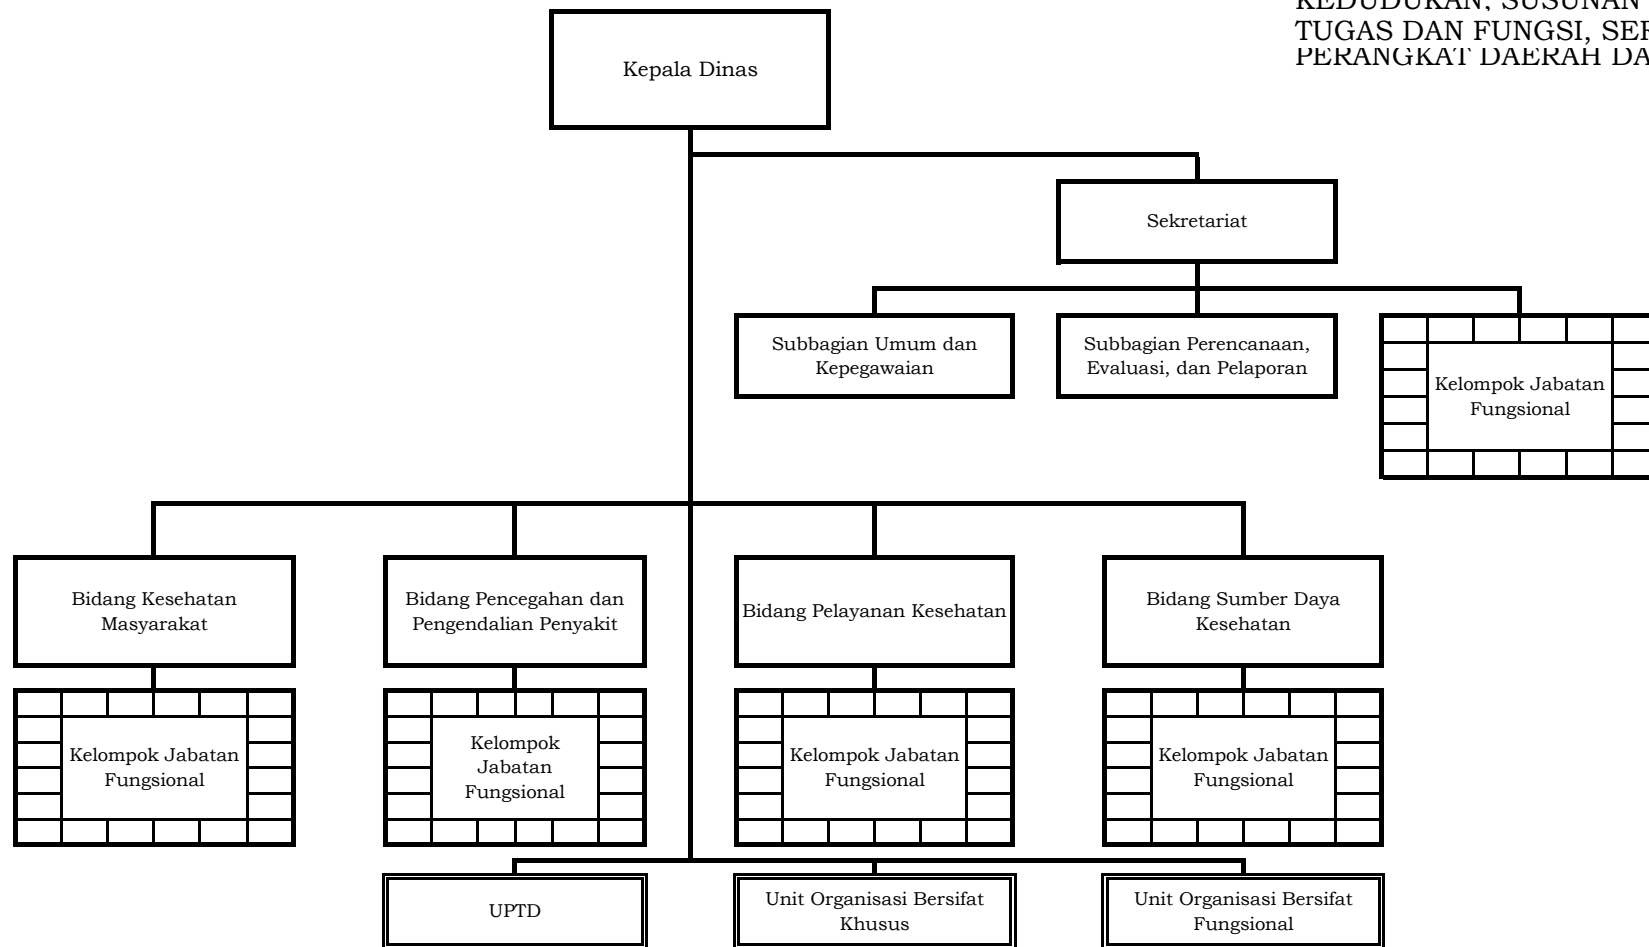 KEDUDUKAN, SUSUNAN
TUGAS DAN FUNGSI,
PERANGKAT DAERAH
Kepala Dinas
Sekretariat
Subbagian Umum dan
Kepegawaian
Subbagian Perencanaan,
Evaluasi, dan Pelaporan
Kelompok Jabatan
Fungsional
Bidang Kesehatan
Masyarakat
Bidang Pencegahan dan
Pengendalian Penyakit
Bidang Pelayanan Kesehatan
Bidang Sumber Daya
Kesehatan
Kelompok Jabatan
Fungsional
Kelompok
Jabatan
Fungsional
Kelompok Jabatan
Fungsional
Kelompok Jabatan
Fungsional
UPTD
Unit Organisasi Bersifat
Khusus
Unit Organisasi Bersifat
Fungsional